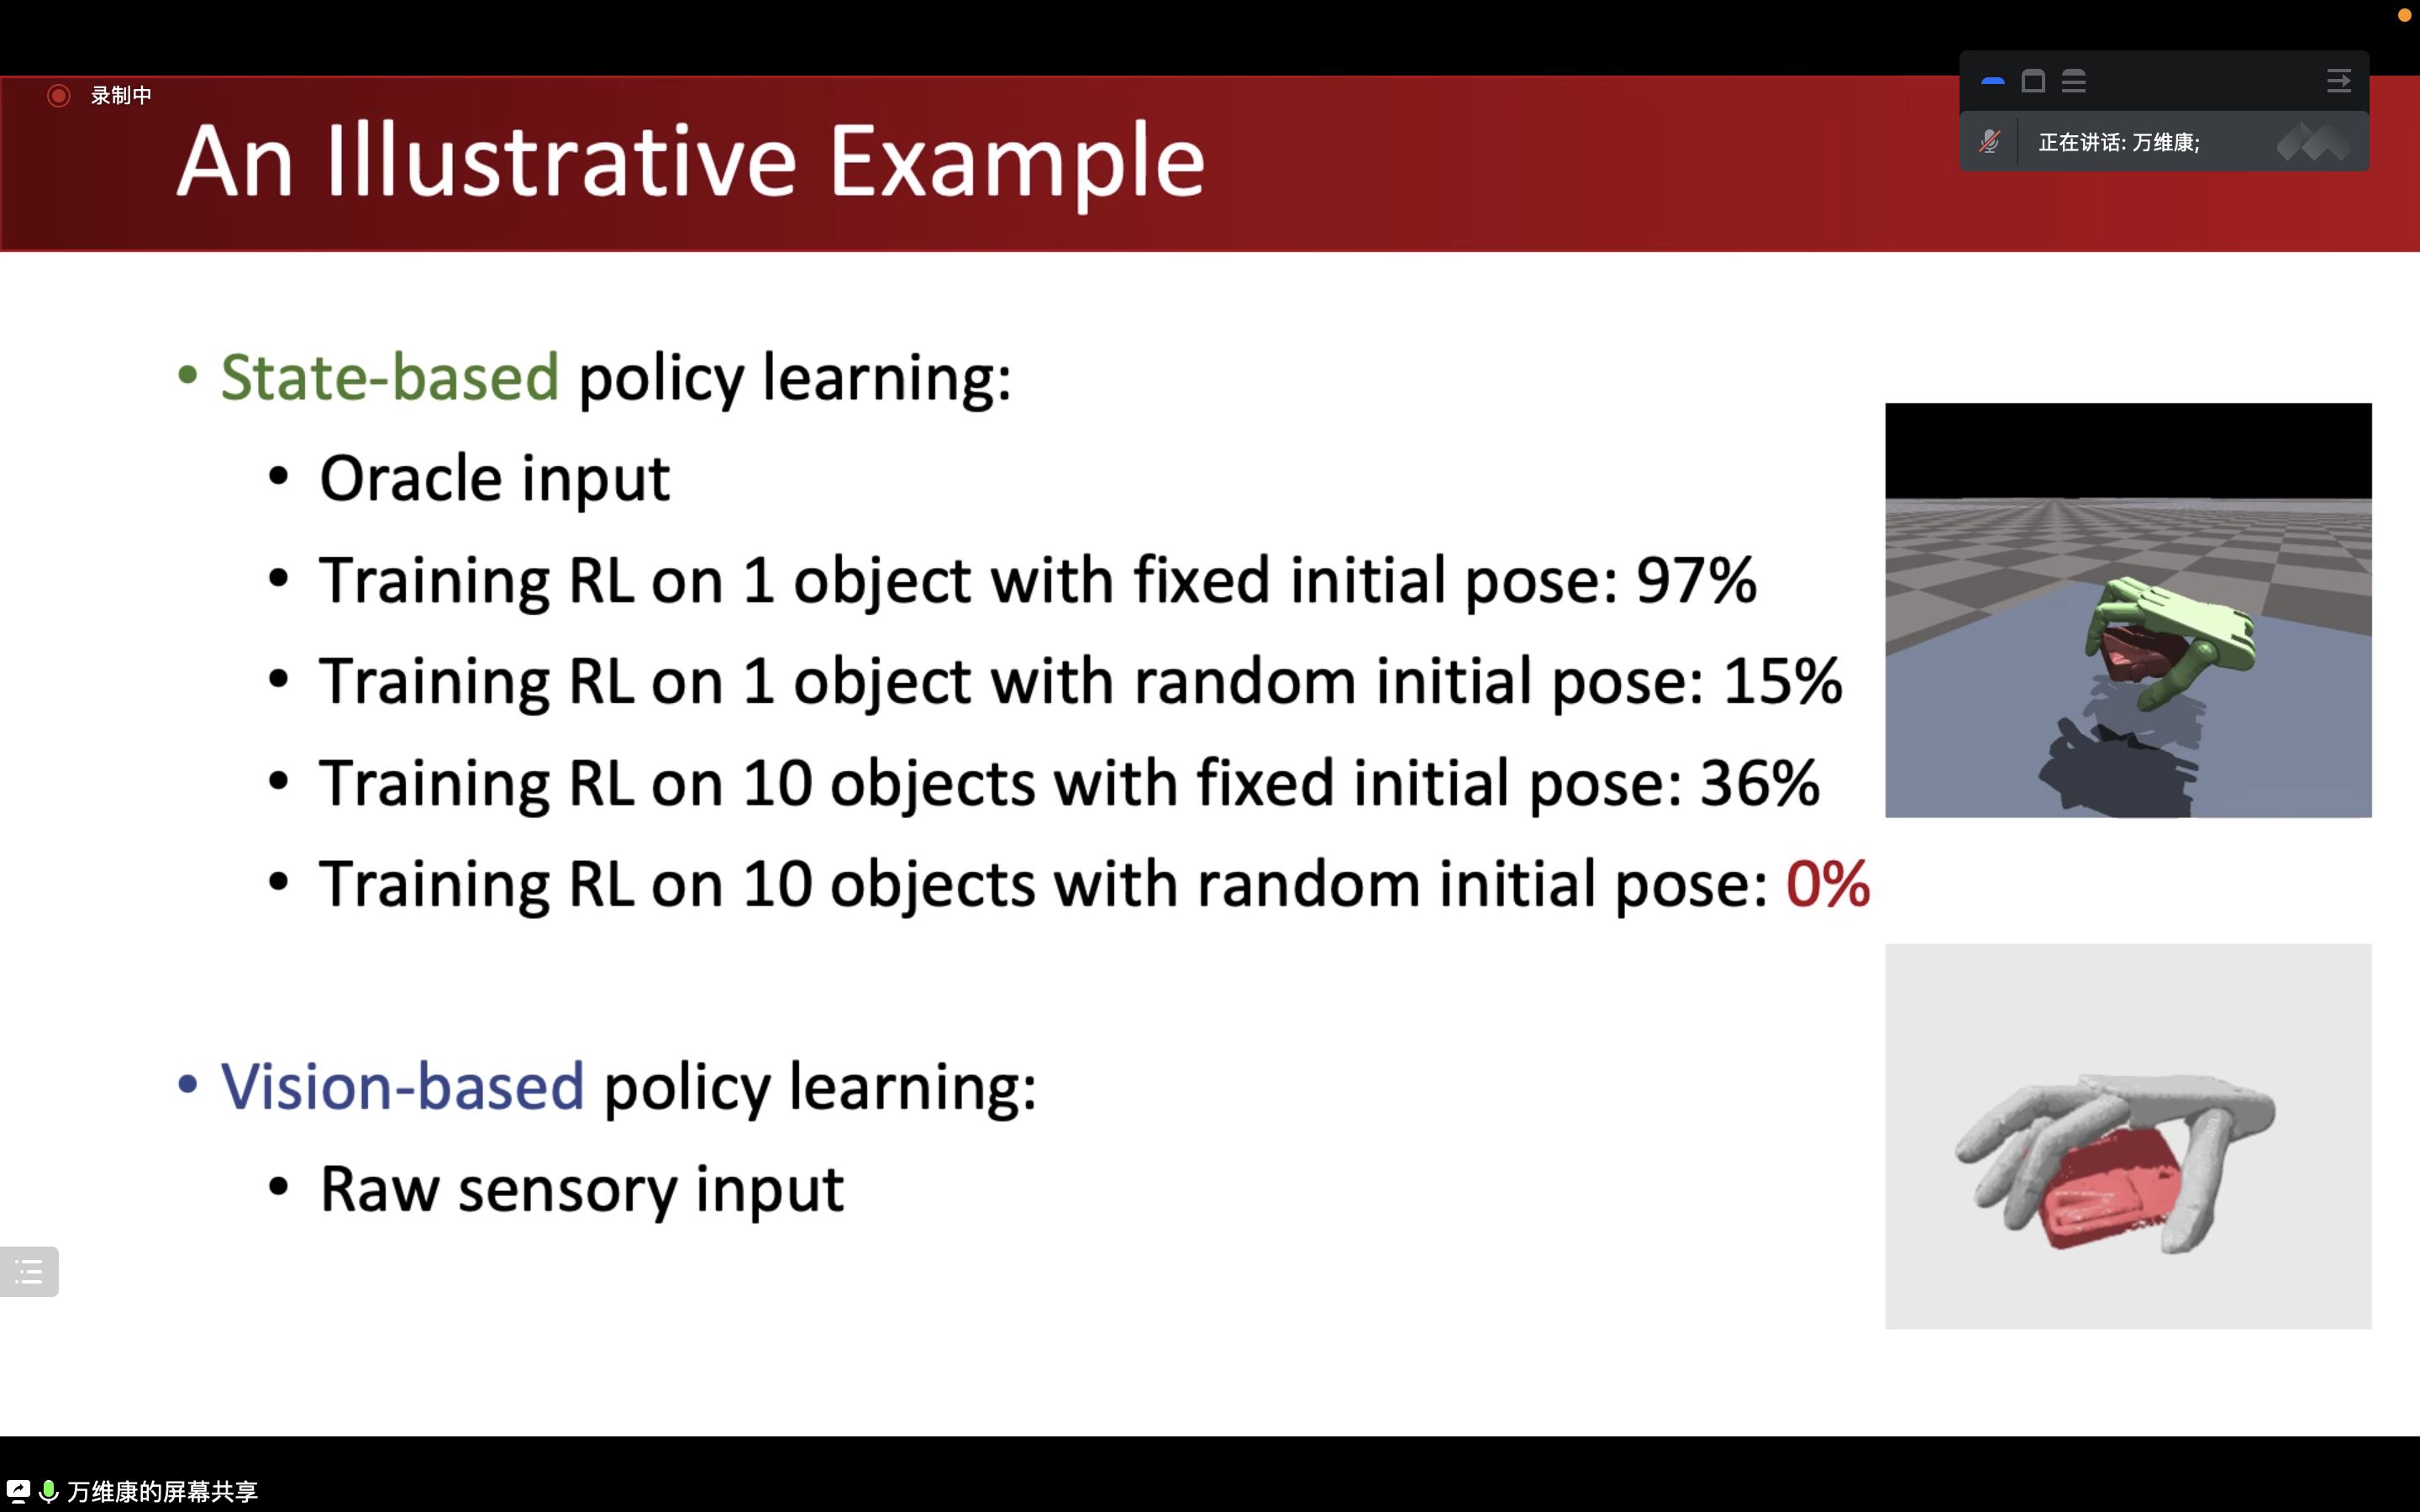 录制中
正在讲话: 万维康;
An Illustrative Example
• State-based policy learning:
• Oracle input
• Training RL on 1 object with fixed initial pose: 97%
• Training RL on 1 object with random initial pose: 15%
• Training RL on 10 objects with fixed initial pose: 36%
• Training RL on 10 objects with random initial pose: 0%
• Vision-based policy learning:
• Raw sensory input
万维康的屏幕共享